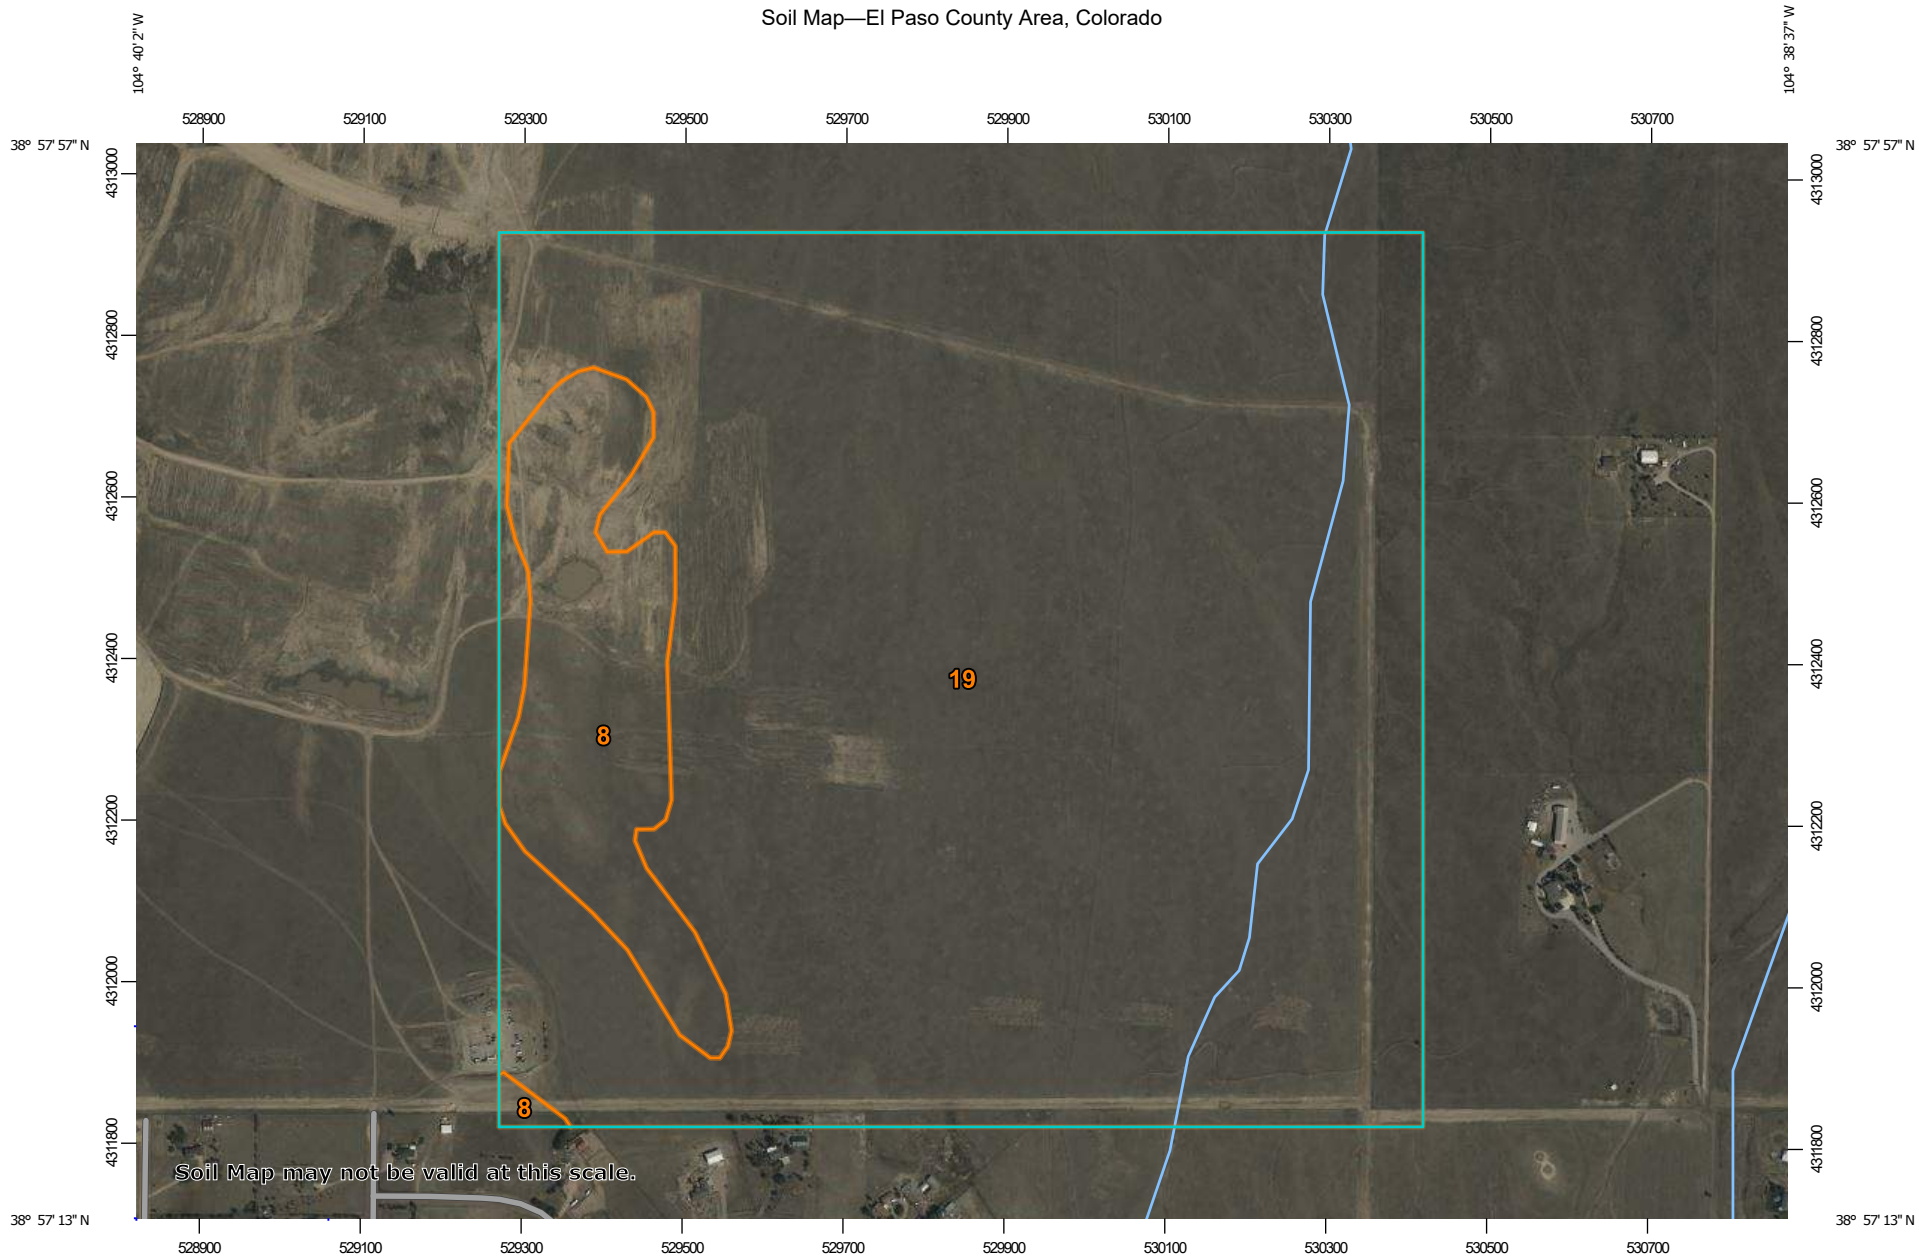 Soil Map—El Paso County Area, Colorado
104° 40' 2" W
104° 38' 37" W
528900 529100 529300 529500 529700 529900 530100 530300 530500 530700
38° 57' 57" N
38° 57' 57" N
4313000
4313000
4312800
4312800
4312600
4312600
4312400
4312400
19
8
4312200
4312200
4312000
4312000
8
4311800
4311800
Soil Map may not be valid at this scale.
38° 57' 13" N
38° 57' 13" N
528900 529100 529300 529500 529700 529900 530100 530300 530500 530700